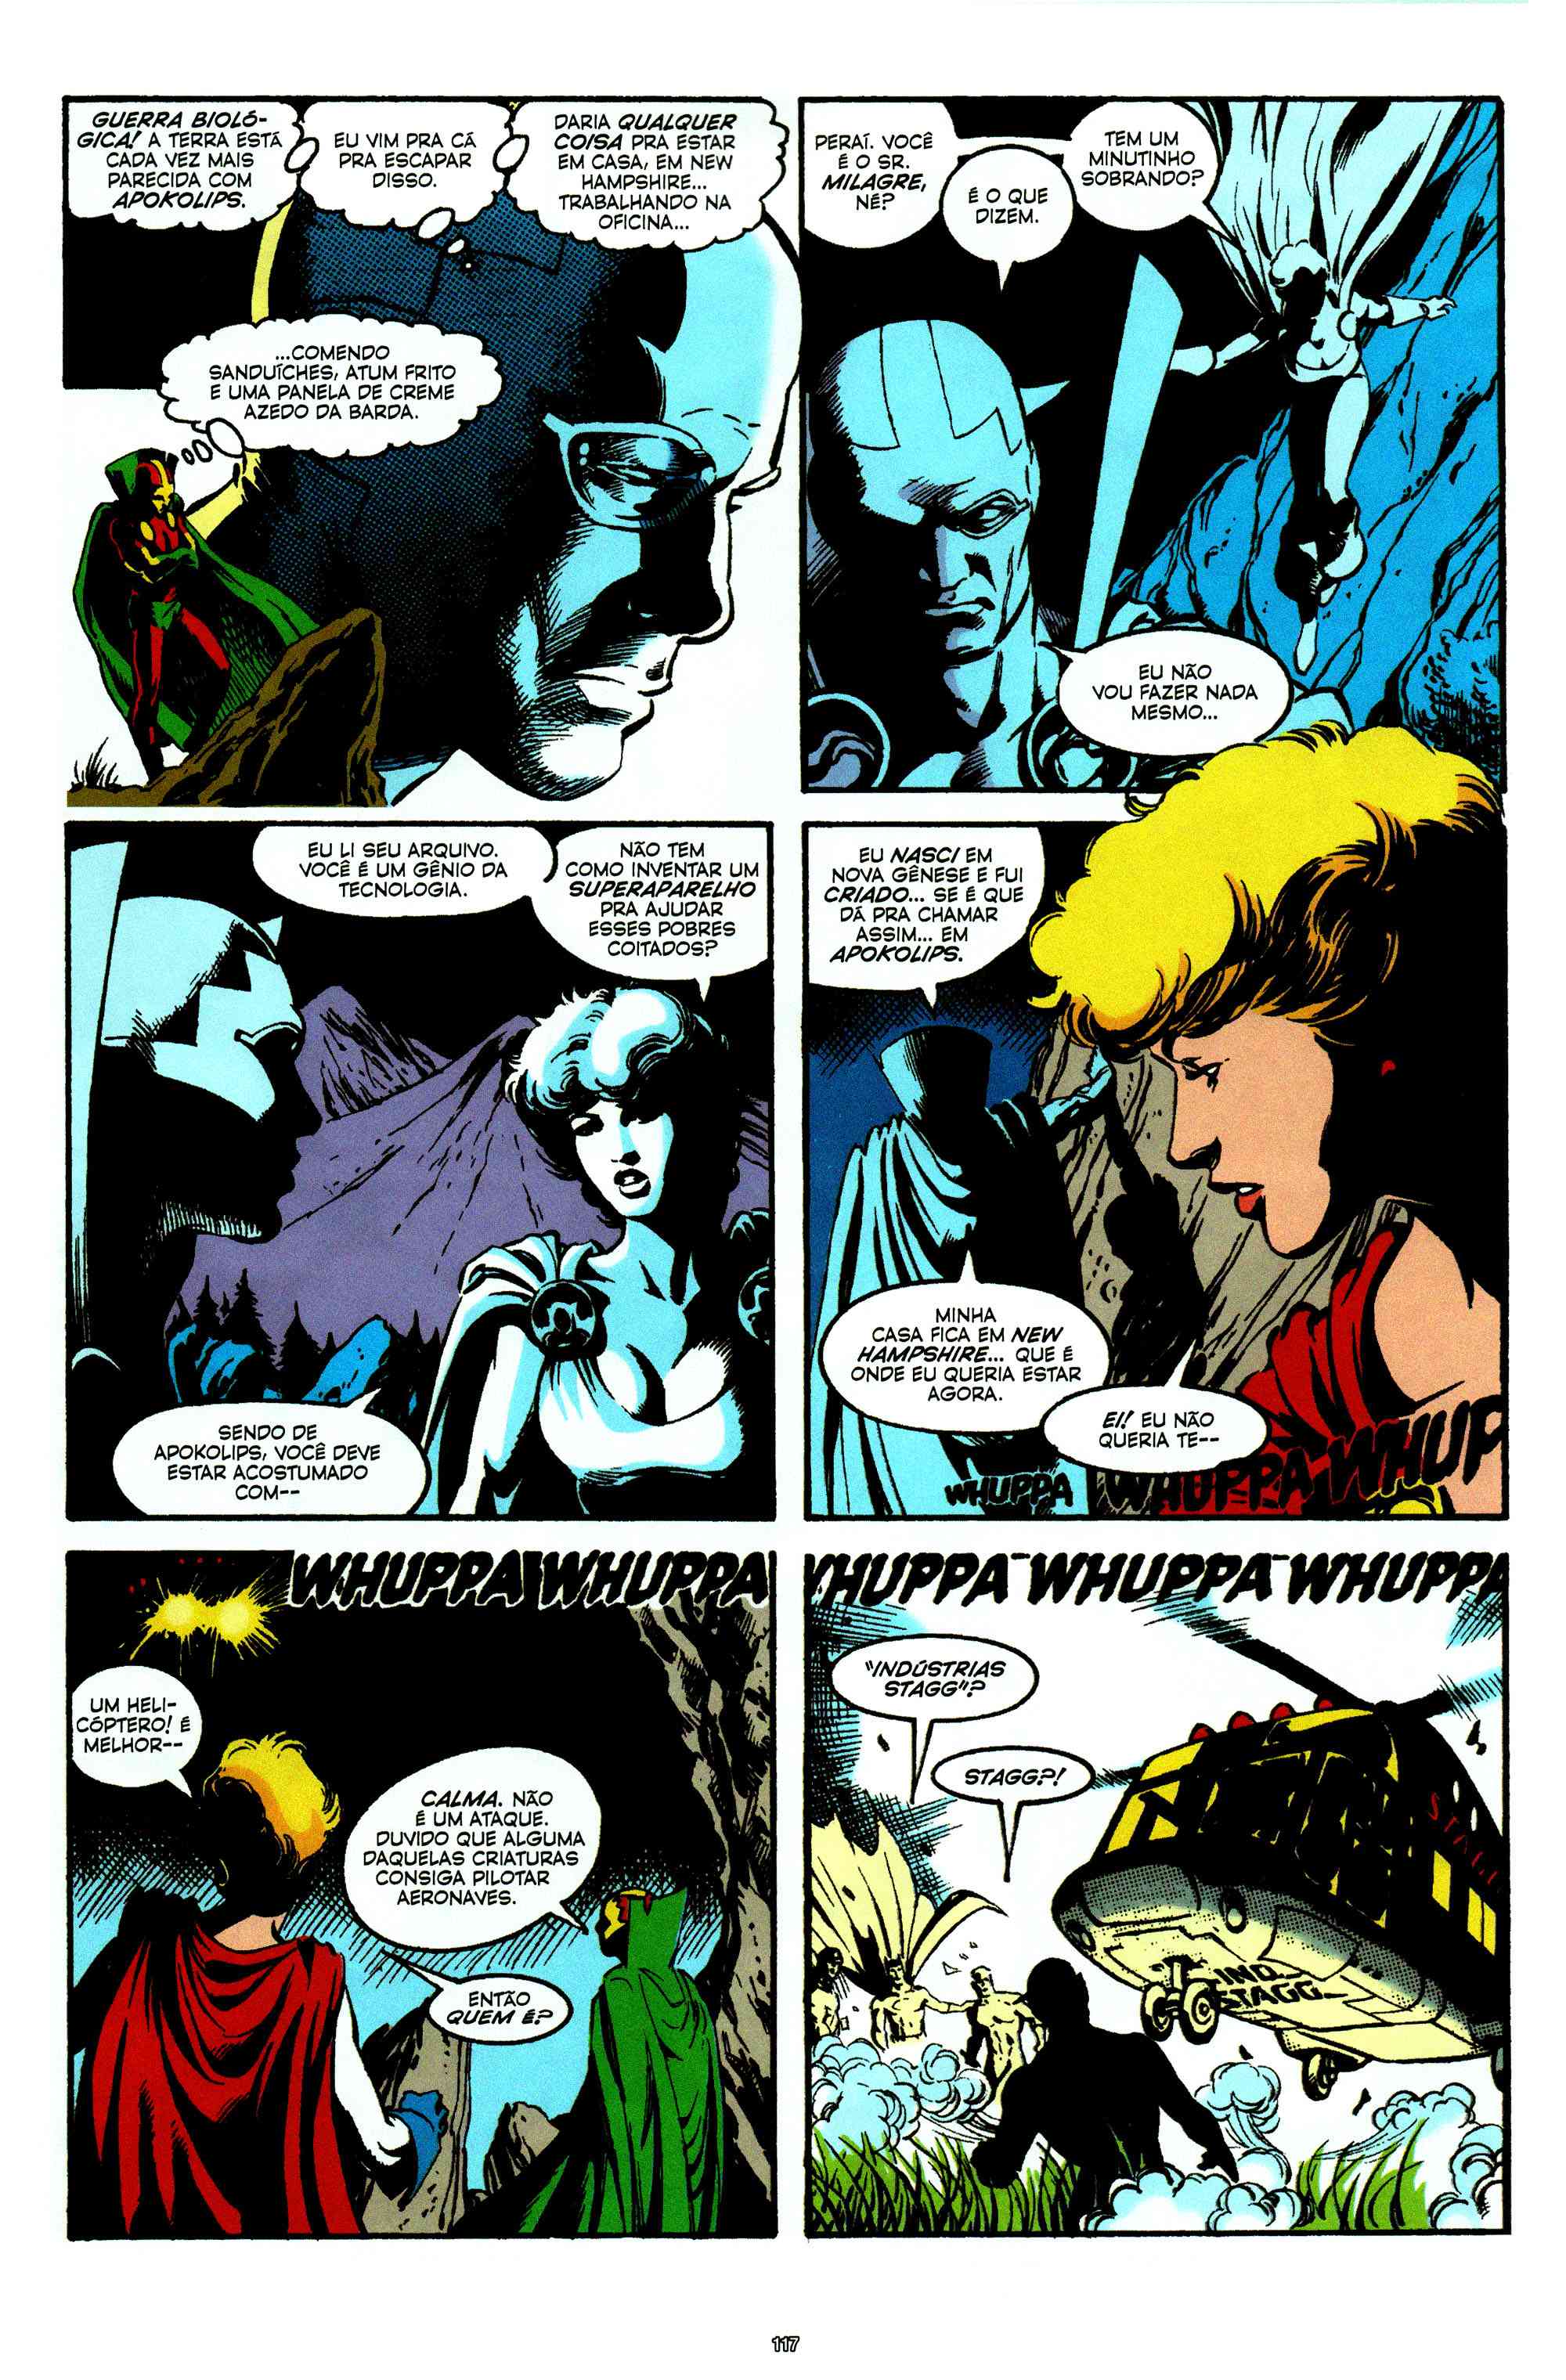 GUERRA BIOLÓ-
GICA! A TERRA ESTÁ
CADA VEZ MAIS
PARECIDA COM
APOKOLIPS.
EU VIM PRA CÁ
PRA ESCAPAR
DISSO.
DARIA QUALQUER
COISA PRA ESTAR
EM CASA, EM NEW
HAMPSHIRE...
TRABALHANDO NA
OFICINA...
...COMENDO
SANDUÍCHES, ATUM FRITO
E UMA PANELA DE CREME
AZEDO DA BARDA.
PERAÍ. VOCÊ
É O SR.
MILAGRE,
NÉ?
É O QUE
DIZEM.
TEM UM
MINUTINHO
SOBRANDO?
EU NÃO
VOU FAZER NADA
MESMO...
EU LI SEU ARQUIVO.
VOCÊ É UM GÊNIO DA
TECNOLOGIA.
NÃO TEM
COMO INVENTAR UM
SUPERAPARELHO
PRA AJUDAR
ESSES POBRES
COITADOS?
SENDO DE
APOKOLIPS, VOCÊ DEVE
ESTAR ACOSTUMADO
COM--
EU NASCI EM
NOVA GÊNESE E FUI
CRIADO... SE É QUE
DÁ PRA CHAMAR
ASSIM... EM
APOKOLIPS.
MINHA
CASA FICA EM NEW
HAMPSHIRE... QUE É
ONDE EU QUERIA ESTAR
AGORA.
EI! EU NÃO
QUERIA TE--
WHUPPA WHUPPA-WHUP
WHUPPA WHUPPA
UM HELI-
CÓPTERO! É
MELHOR--
CALMA. NÃO
É UM ATAQUE.
DUVIDO QUE ALGUMA
DAQUELAS CRIATURAS
CONSIGA PILOTAR
AERONAVES.
ENTÃO
QUEM É?
WHUPPA-WHUPPA-WHUPPA
"INDÚSTRIAS
STAGG"?
STAGG?!
STAGG
IND.
STAGG
117